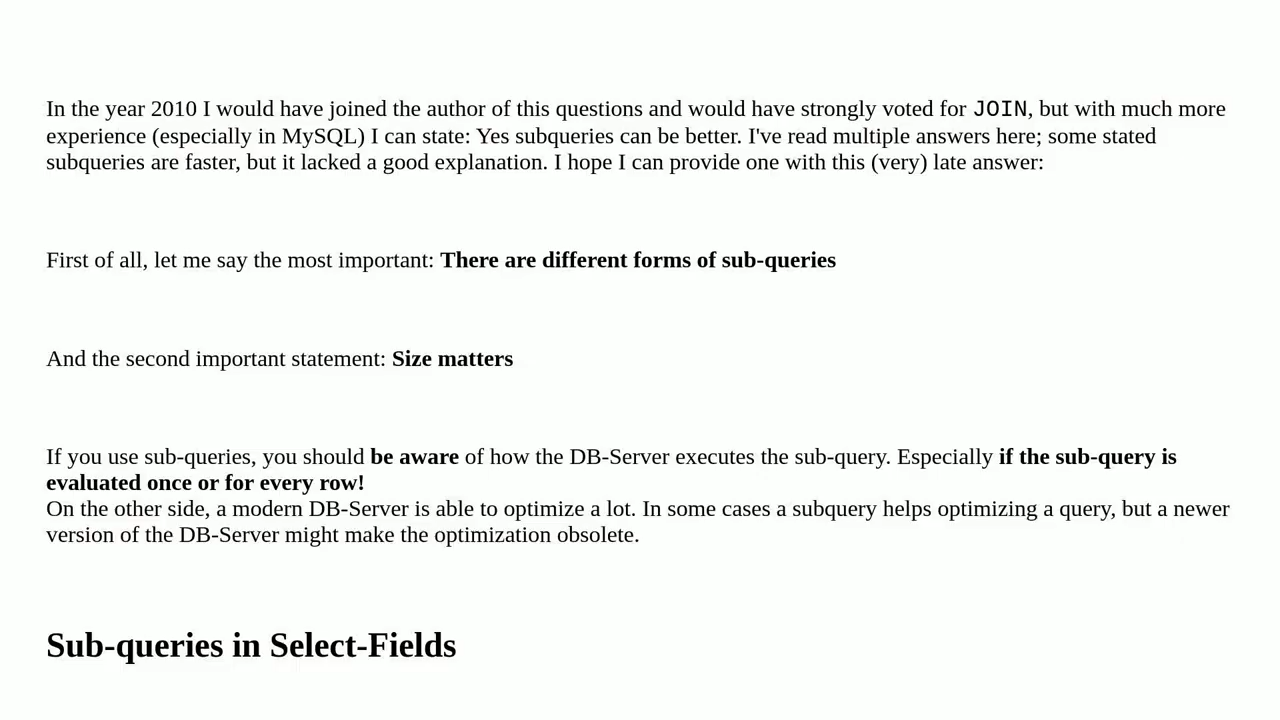 In the year 2010 I would have joined the author of this questions and would have strongly voted for JOIN, but with much more
experience (especially in MySQL) I can state: Yes subqueries can be better. I've read multiple answers here; some stated
subqueries are faster, but it lacked a good explanation. I hope I can provide one with this (very) late answer:
First of all, let me say the most important: There are different forms of sub-queries
And the second important statement: Size matters
If you use sub-queries, you should be aware of how the DB-Server executes the sub-query. Especially if the sub-query is
evaluated once or for every row!
On the other side, a modern DB-Server is able to optimize a lot. In some cases a subquery helps optimizing a query, but a newer
version of the DB-Server might make the optimization obsolete.
Sub-queries in Select-Fields